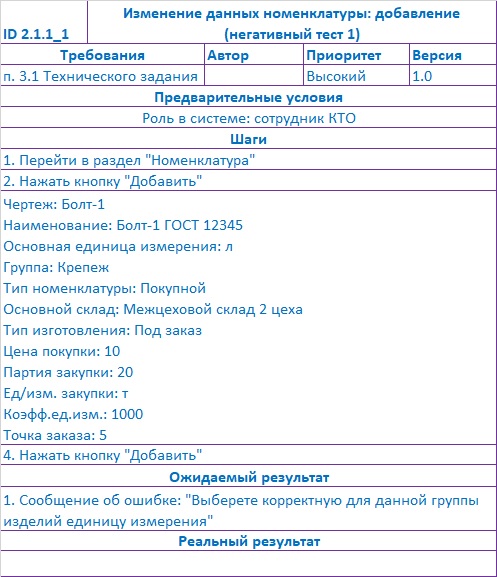 ID 2.1.1_1
Изменение данных номенклатуры: добавление
(негативный тест 1)
Требования Автор Приоритет Версия
п. 3.1 Технического задания Высокий 1.0
Предварительные условия
Роль в системе: сотрудник КТО
Шаги
1. Перейти в раздел "Номенклатура"
2. Нажать кнопку "Добавить"
Чертеж: Болт-1
Наименование: Болт-1 ГОСТ 12345
Основная единица измерения: л
Группа: Крепеж
Тип номенклатуры: Покупной
Основной склад: Межцеховой склад 2 цеха
Тип изготовления: Под заказ
Цена покупки: 10
Партия закупки: 20
Ед/изм. закупки: т
Коэфф.ед.изм.: 1000
Точка заказа: 5
4. Нажать кнопку "Добавить"
Ожидаемый результат
1. Сообщение об ошибке: "Выберете корректную для данной группы
изделий единицу измерения"
Реальный результат